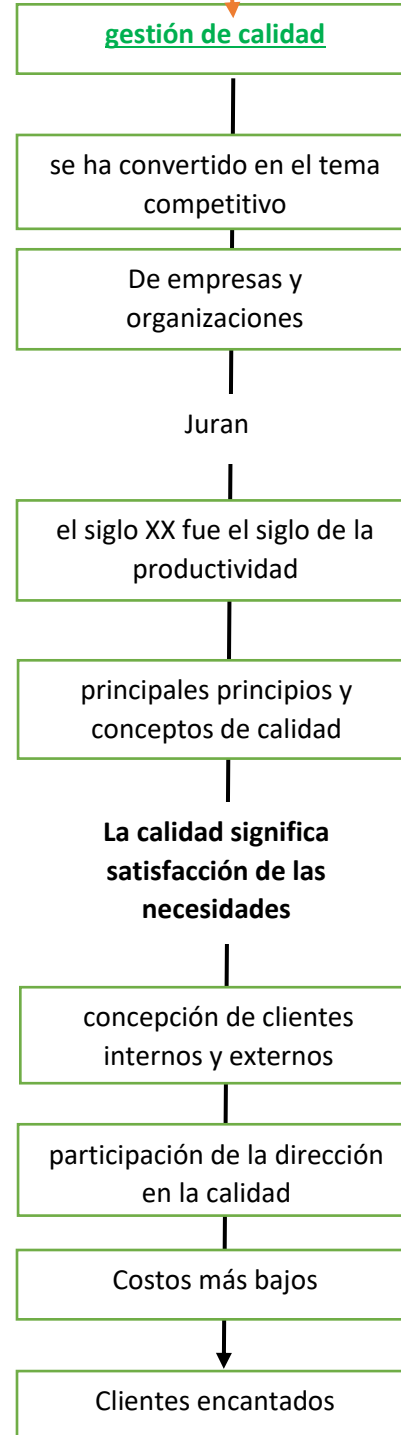 gestión de calidad
se ha convertido en el tema
competitivo
De empresas y
organizaciones
Juran
el siglo XX fue el siglo de la
productividad
principales principios y
conceptos de calidad
La calidad significa
satisfacción de las
necesidades
concepción de clientes
internos y externos
participación de la dirección
en la calidad
Costos más bajos
Clientes encantados